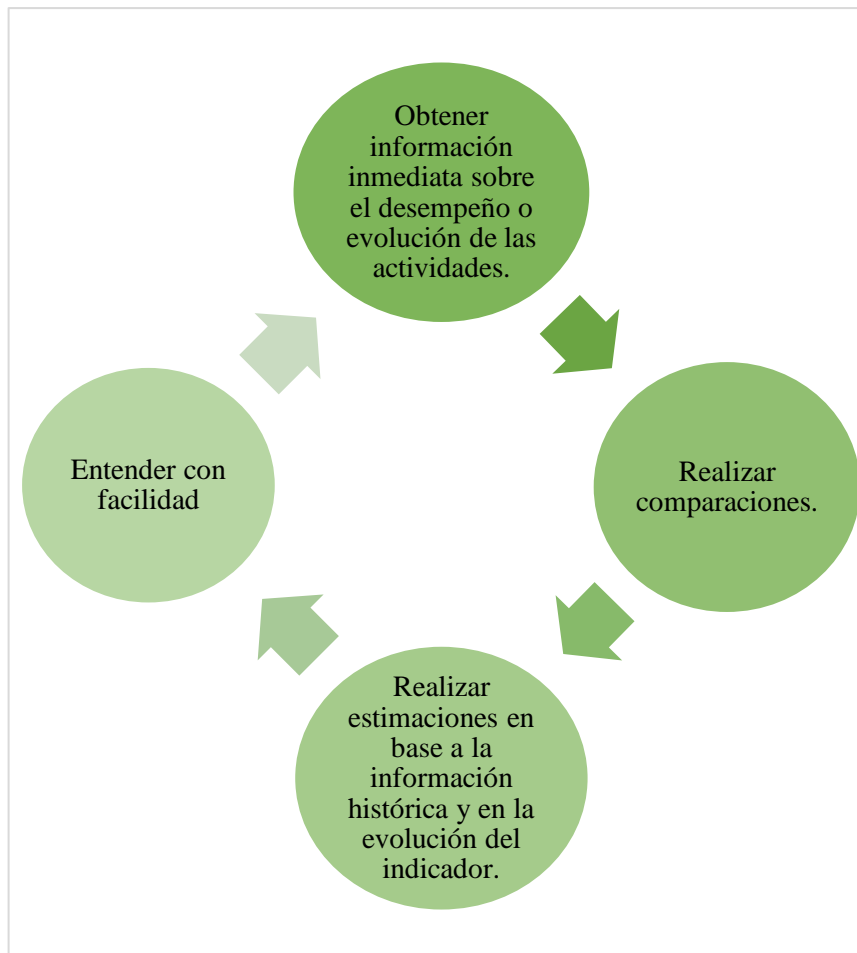 Obtener
información
inmediata sobre
el desempeño o
evolución de las
actividades.
Realizar
comparaciones.
Realizar
estimaciones en
base a la
información
histórica y en la
evolución del
indicador.
Entender con
facilidad